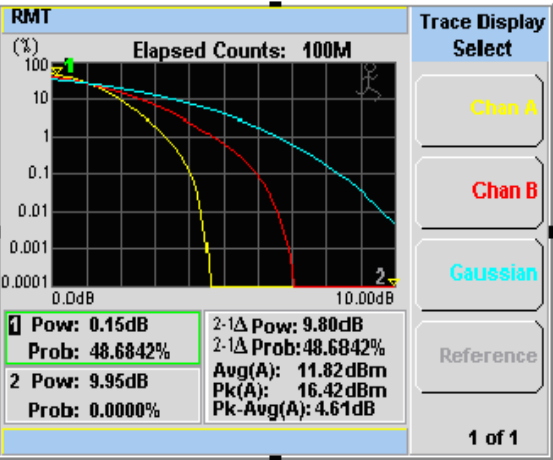 RMT
Trace Display
Select
(%)
Elapsed Counts: 100M
100
1
10
1
0.1
0.01
0.001
0.0001
2
0.0dB
10.00dB
Chan A
Chan B
Gaussian
Reference
1 of 1
1 Pow: 0.15dB
Prob: 48.6842%
2 Pow: 9.95dB
Prob: 0.0000%
2-1Δ Pow: 9.80dB
2-1Δ Prob:48.6842%
Avg(A): 11.82dBm
Pk(A): 16.42dBm
Pk-Avg(A): 4.61dB